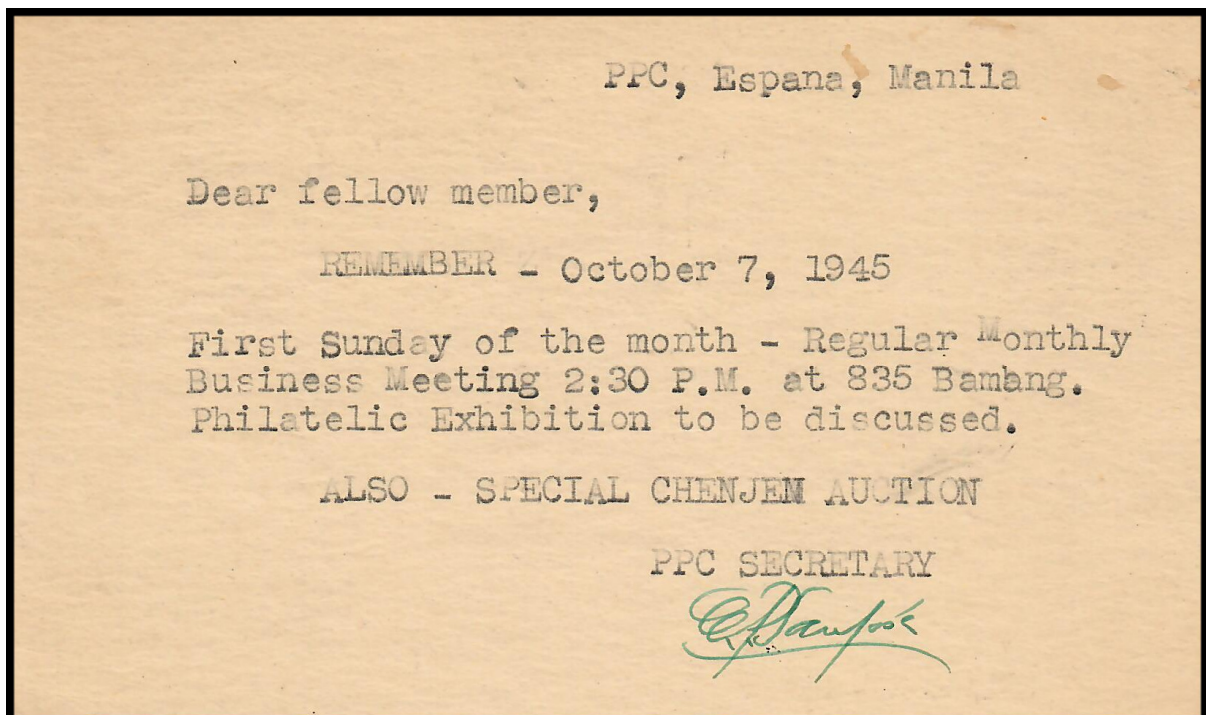 PPC, Espana, Manila
Dear fellow member,
REMEMBER - October 7, 1945
First Sunday of the month - Regular Monthly
Business Meeting 2:30 P.M. at 835 Bambang.
Philatelic Exhibition to be discussed.
ALSO - SPECIAL CHENJEM AUCTION
PPC SECRETARY